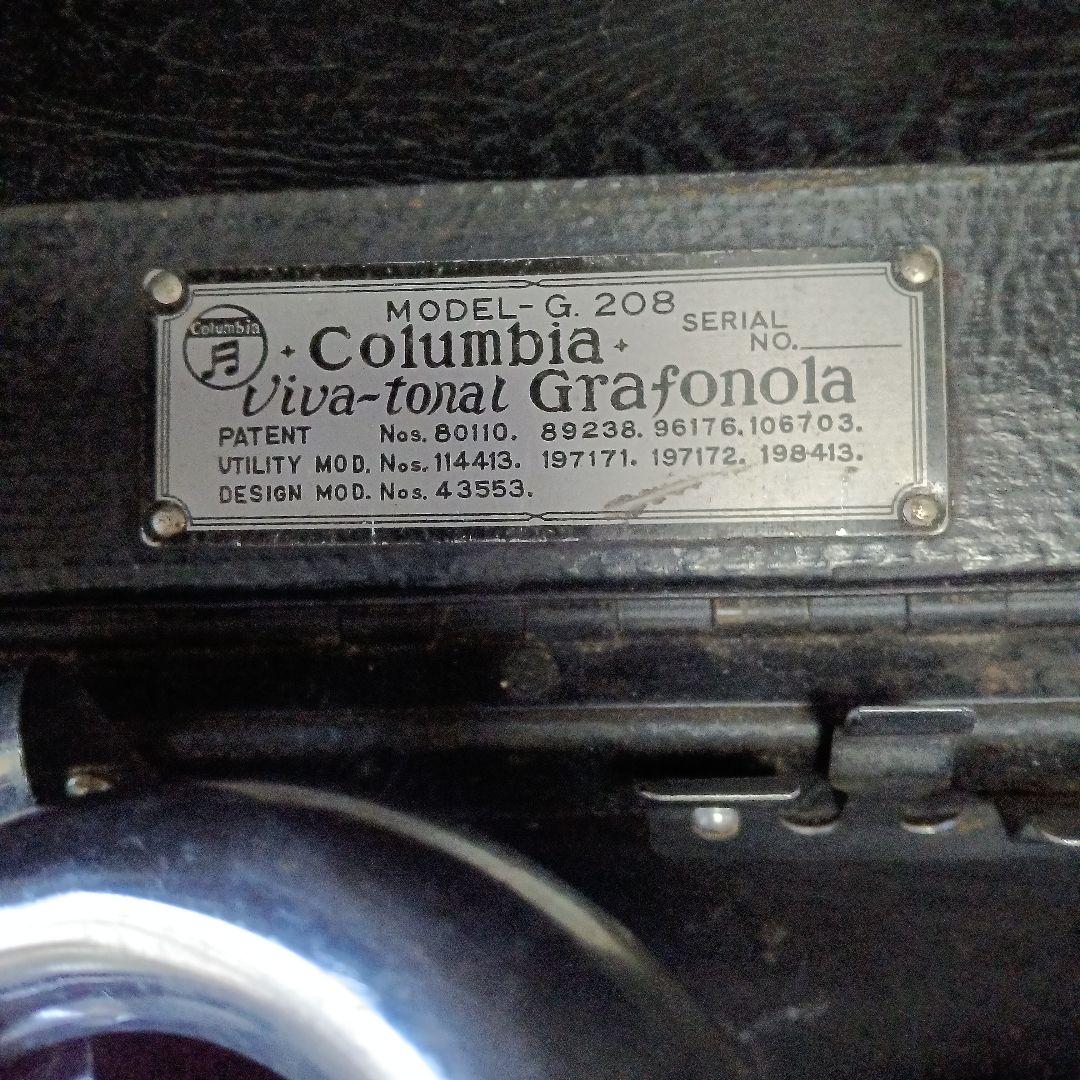 MODEL-G. 208
Columbia
Columbia
SERIAL
NO.
Viva-tonal Grafonola
PATENT Nos. 80110. 89238. 96176. 106703.
UTILITY MOD. Nos. 114413. 197171. 197172. 198413.
DESIGN MOD. Nos. 43553.